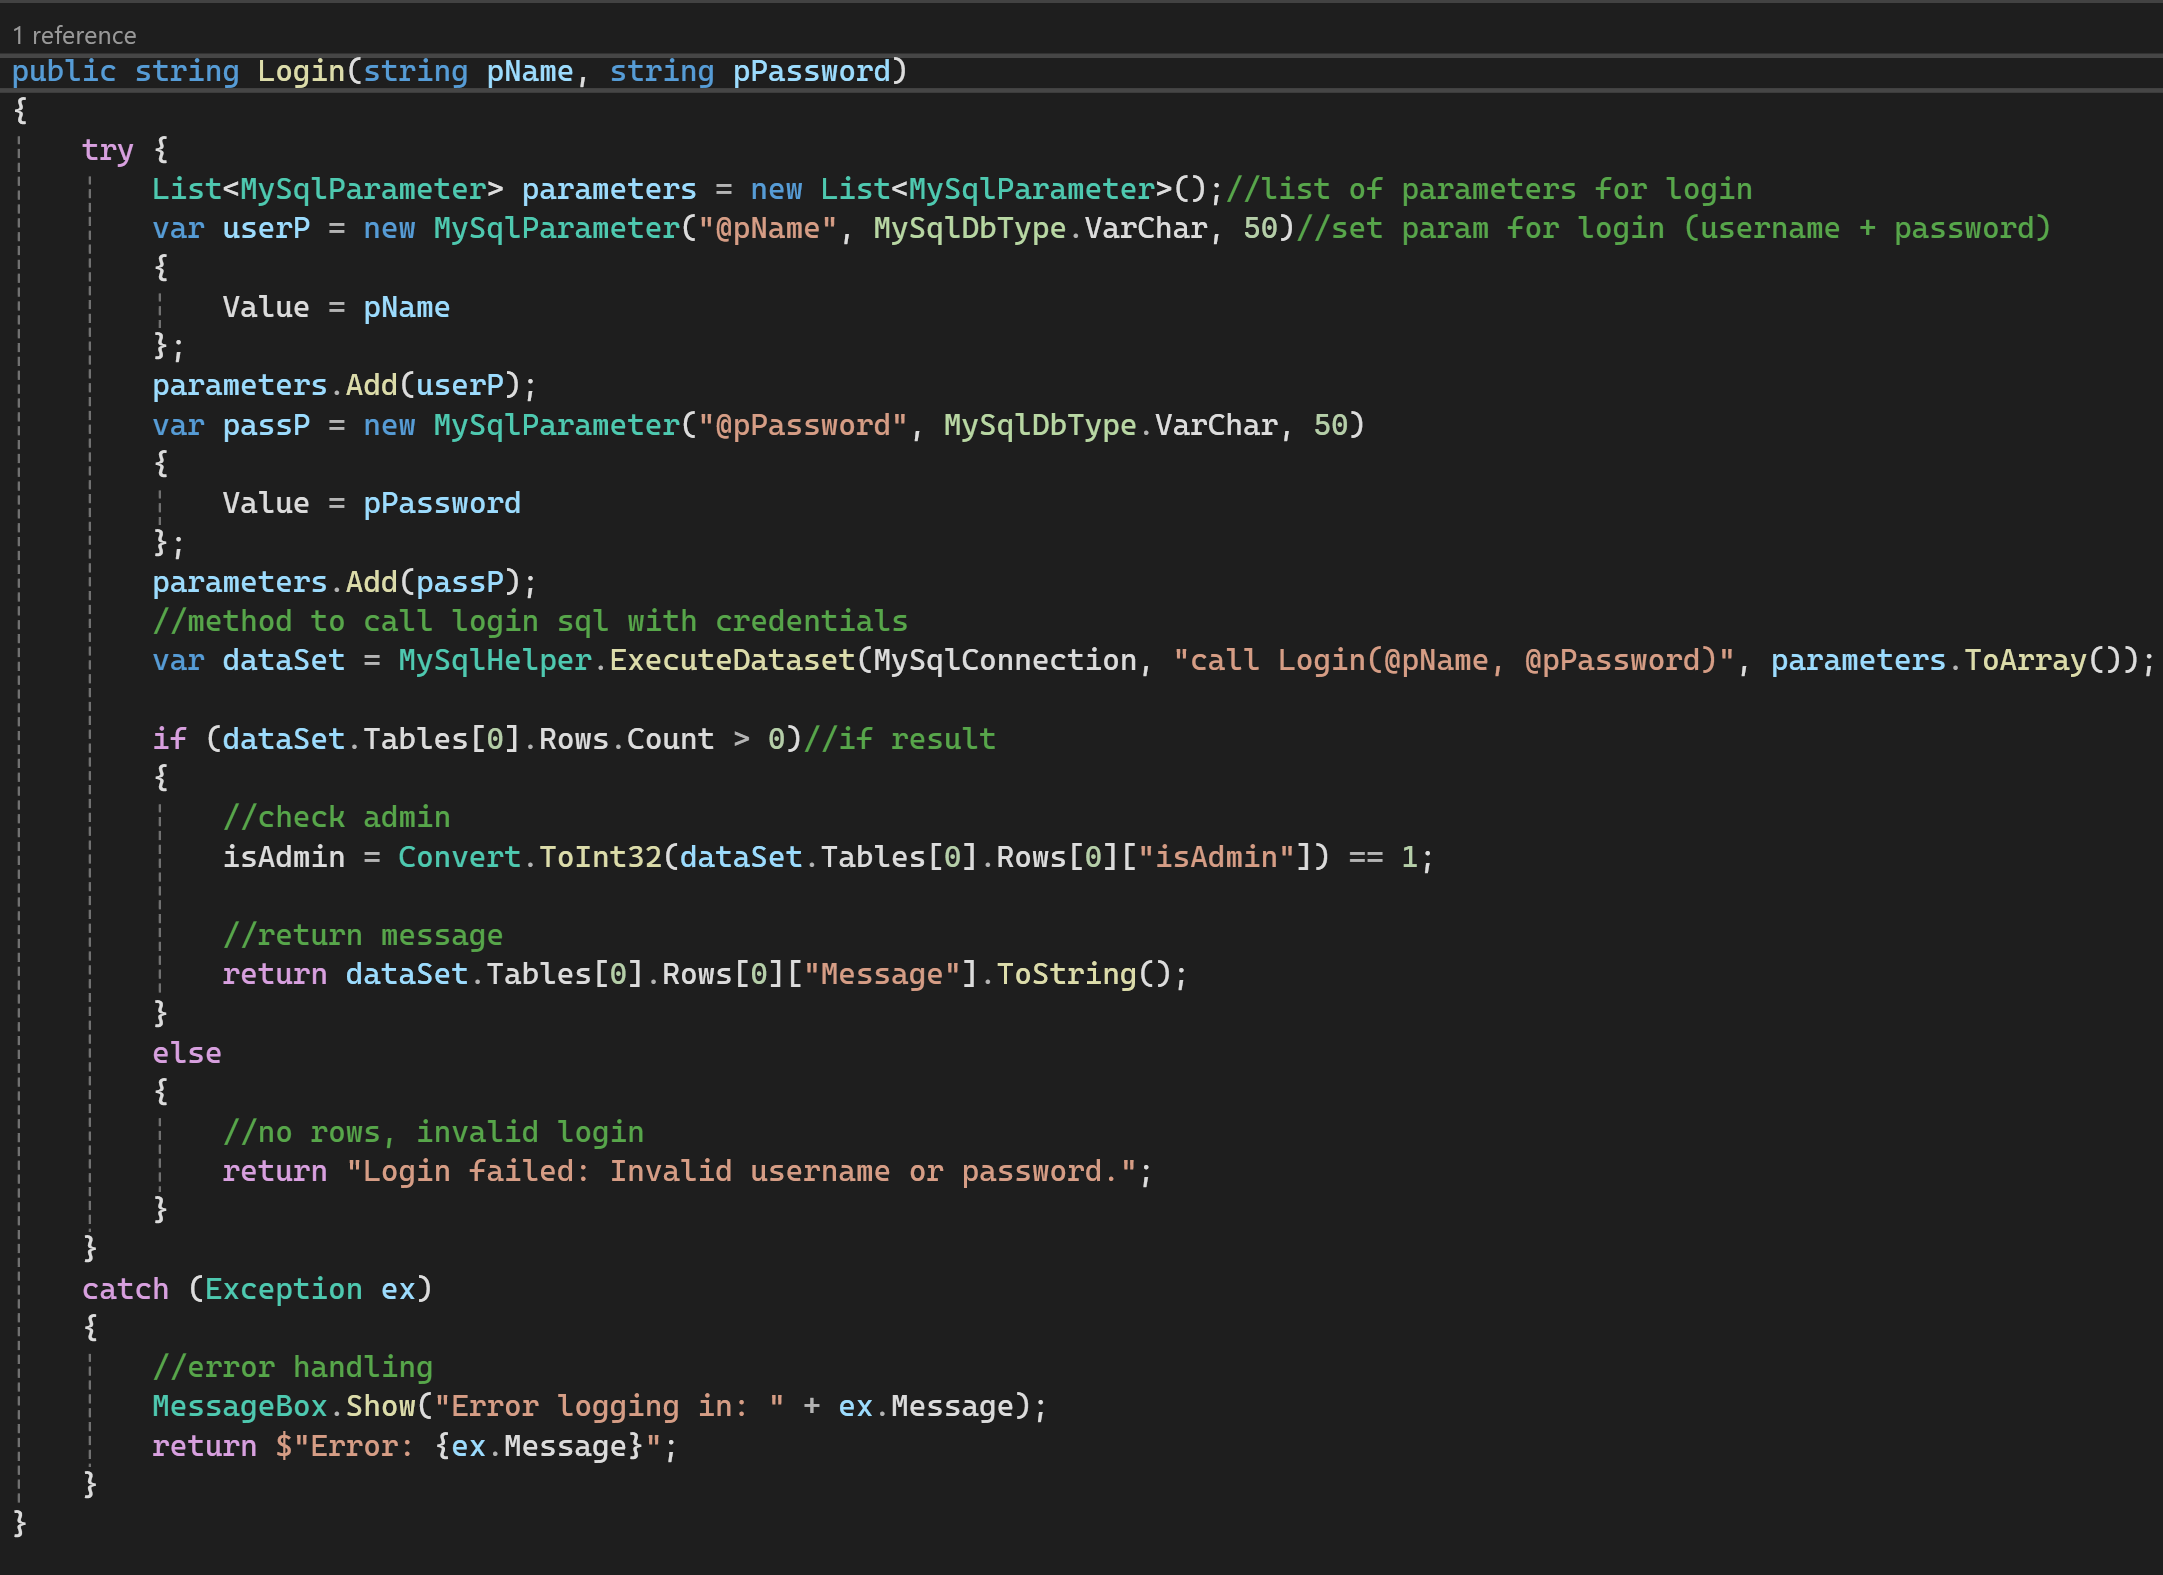 1 reference
public string Login(string pName, string pPassword)
{
    try {
        List<MySqlParameter> parameters = new List<MySqlParameter>();//list of parameters for login
        var userP = new MySqlParameter("@pName", MySqlDbType.VarChar, 50)//set param for login (username + password)
        {
            Value = pName
        };
        parameters.Add(userP);
        var passP = new MySqlParameter("@pPassword", MySqlDbType.VarChar, 50)
        {
            Value = pPassword
        };
        parameters.Add(passP);
        //method to call login sql with credentials
        var dataSet = MySqlHelper.ExecuteDataset(MySqlConnection, "call Login(@pName, @pPassword)", parameters.ToArray());

        if (dataSet.Tables[0].Rows.Count > 0)//if result
        {
            //check admin
            isAdmin = Convert.ToInt32(dataSet.Tables[0].Rows[0]["isAdmin"]) == 1;

            //return message
            return dataSet.Tables[0].Rows[0]["Message"].ToString();
        }
        else
        {
            //no rows, invalid login
            return "Login failed: Invalid username or password.";
        }
    }
    catch (Exception ex)
    {
        //error handling
        MessageBox.Show("Error logging in: " + ex.Message);
        return $"Error: {ex.Message}";
    }
}